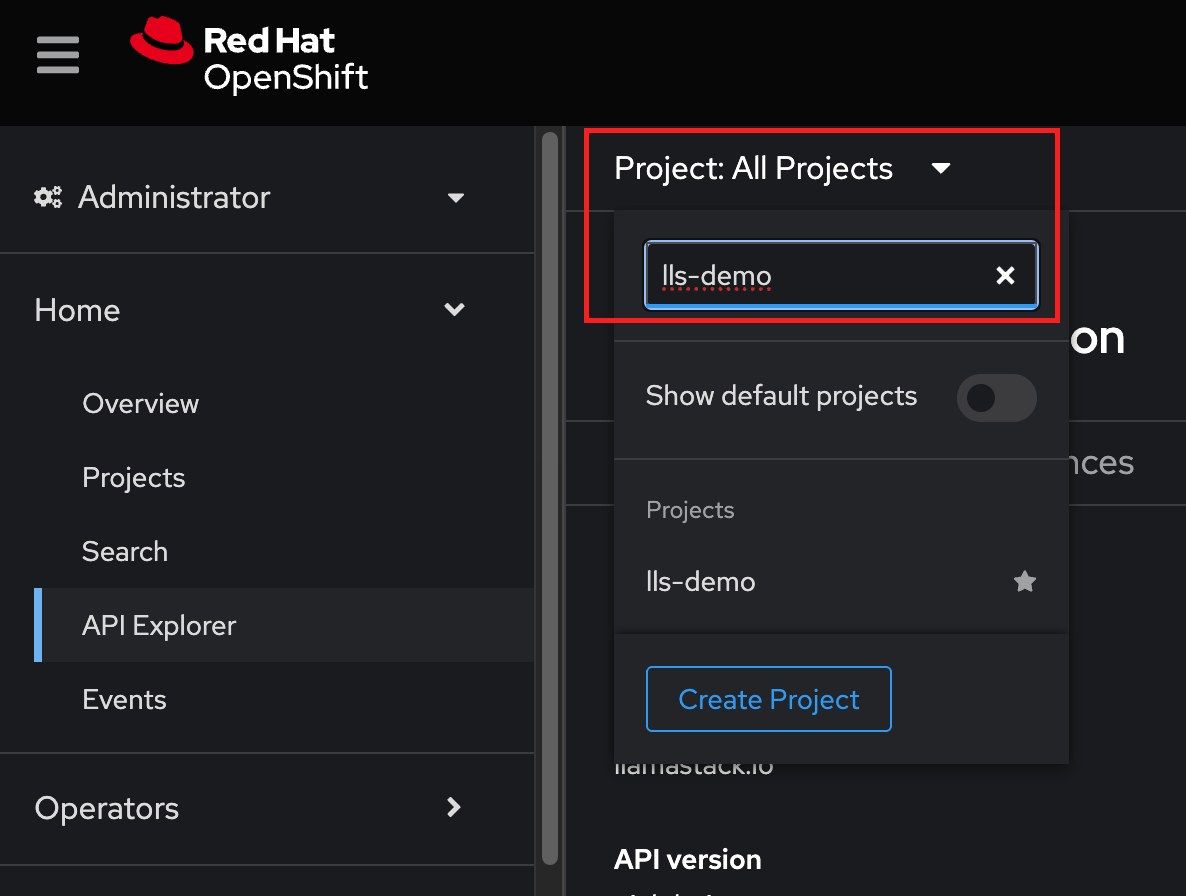 Red Hat
OpenShift
Administrator
Home
Overview
Projects
Search
API Explorer
Events
Operators
Project: All Projects
lls-demo
on
Show default projects
nces
Projects
lls-demo
Create Project
llamastack.io
API version